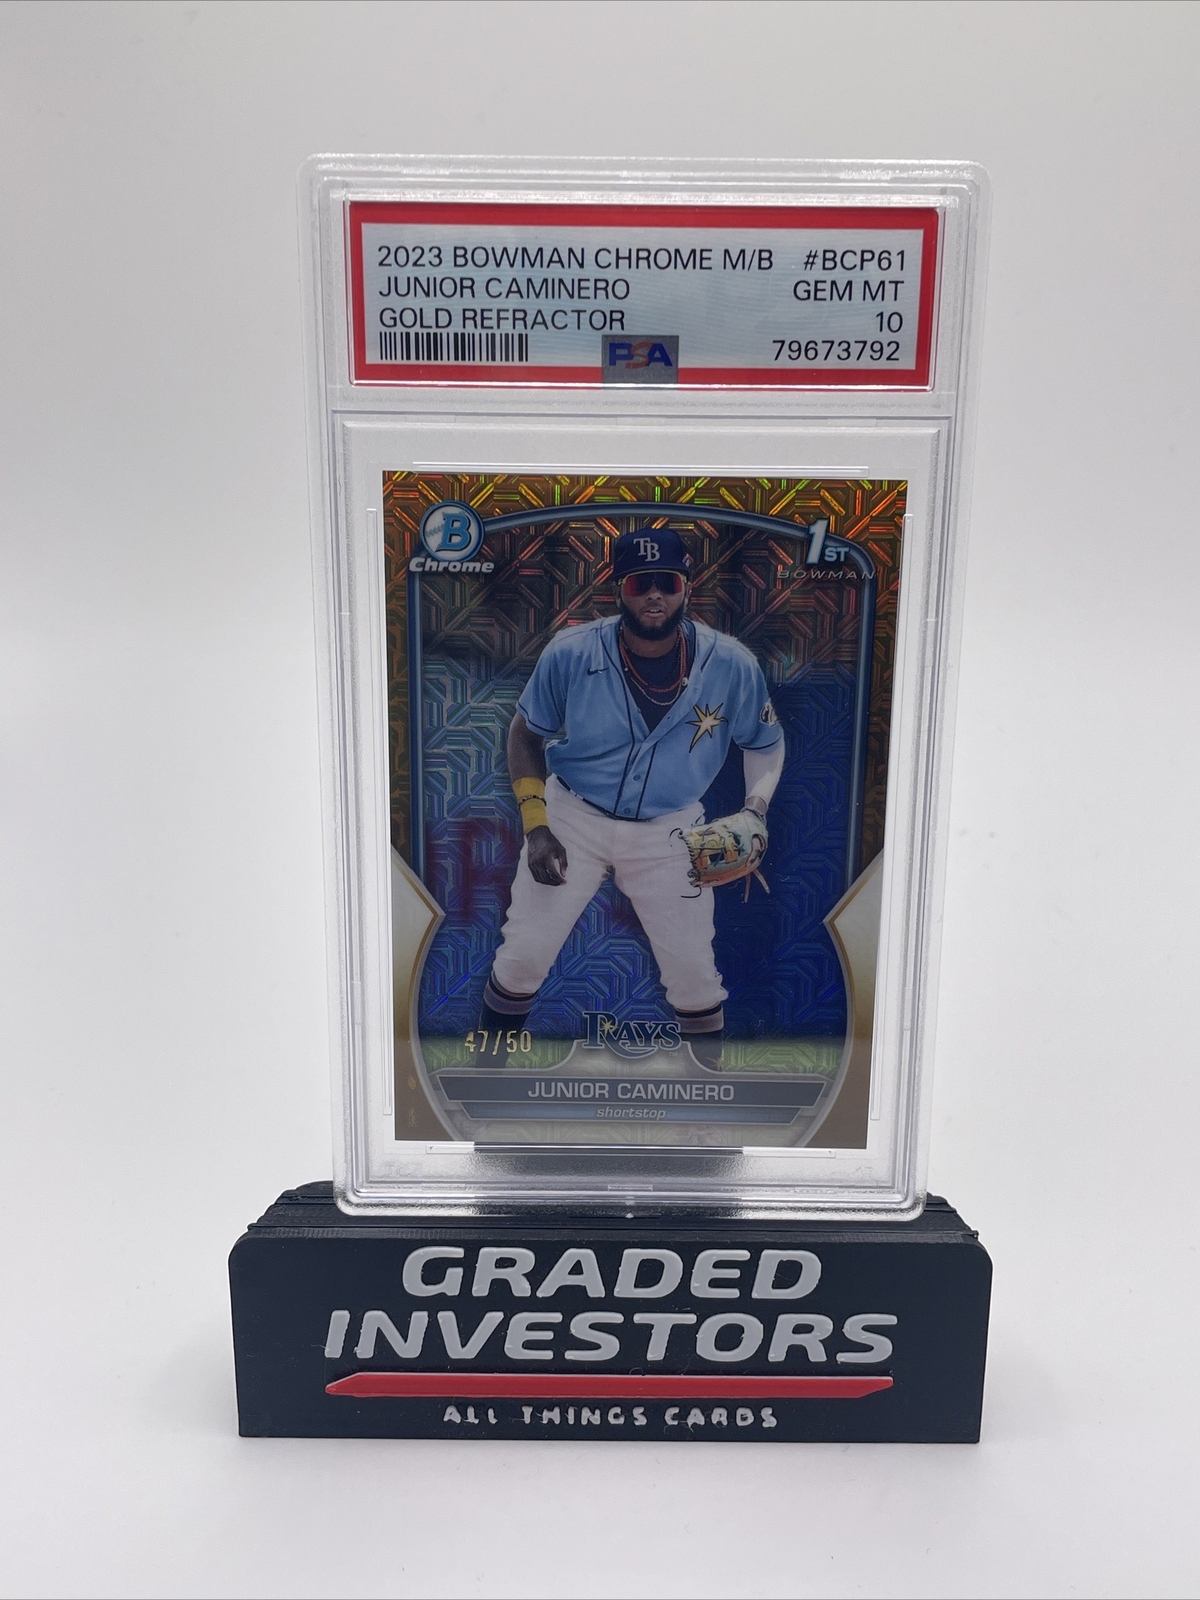 2023 BOWMAN CHROME M/B #BCP61
JUNIOR CAMINERO GEM MT
GOLD REFRACTOR 10
PSA 79673792
B
Chrome
1ST
BOWMAN
TB
47/50
RAYS
JUNIOR CAMINERO
shortstop
GRADED
INVESTORS
ALL THINGS CARDS